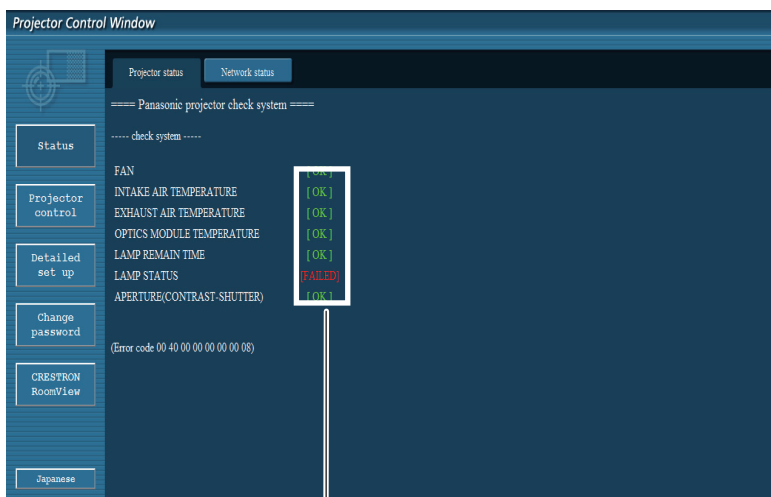 Projector Control Window
Projector status
Network status
==== Panasonic projector check system ====
----- check system -----
Status
FAN [ OK ]
INTAKE AIR TEMPERATURE [ OK ]
Projector control
EXHAUST AIR TEMPERATURE [ OK ]
OPTICS MODULE TEMPERATURE [ OK ]
LAMP REMAIN TIME [ OK ]
Detailed set up
LAMP STATUS [FAILED]
APERTURE(CONTRAST-SHUTTER) [ OK ]
Change password
(Error code 00 40 00 00 00 00 00 08)
CRESTRON RoomView
Japanese